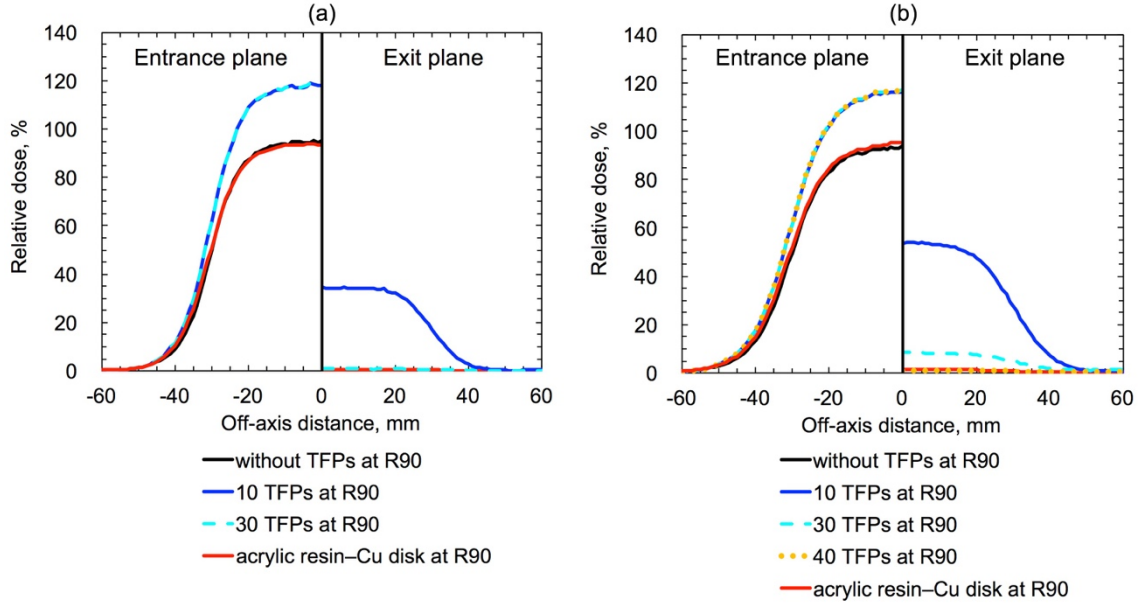 (a)
Entrance plane
Exit plane
Relative dose, %
140
120
100
80
60
40
20
0
-60 -40 -20 0 20 40 60
Off-axis distance, mm
without TFPs at R90
10 TFPs at R90
30 TFPs at R90
acrylic resin–Cu disk at R90
(b)
Entrance plane
Exit plane
Relative dose, %
140
120
100
80
60
40
20
0
-60 -40 -20 0 20 40 60
Off-axis distance, mm
without TFPs at R90
10 TFPs at R90
30 TFPs at R90
40 TFPs at R90
acrylic resin–Cu disk at R90